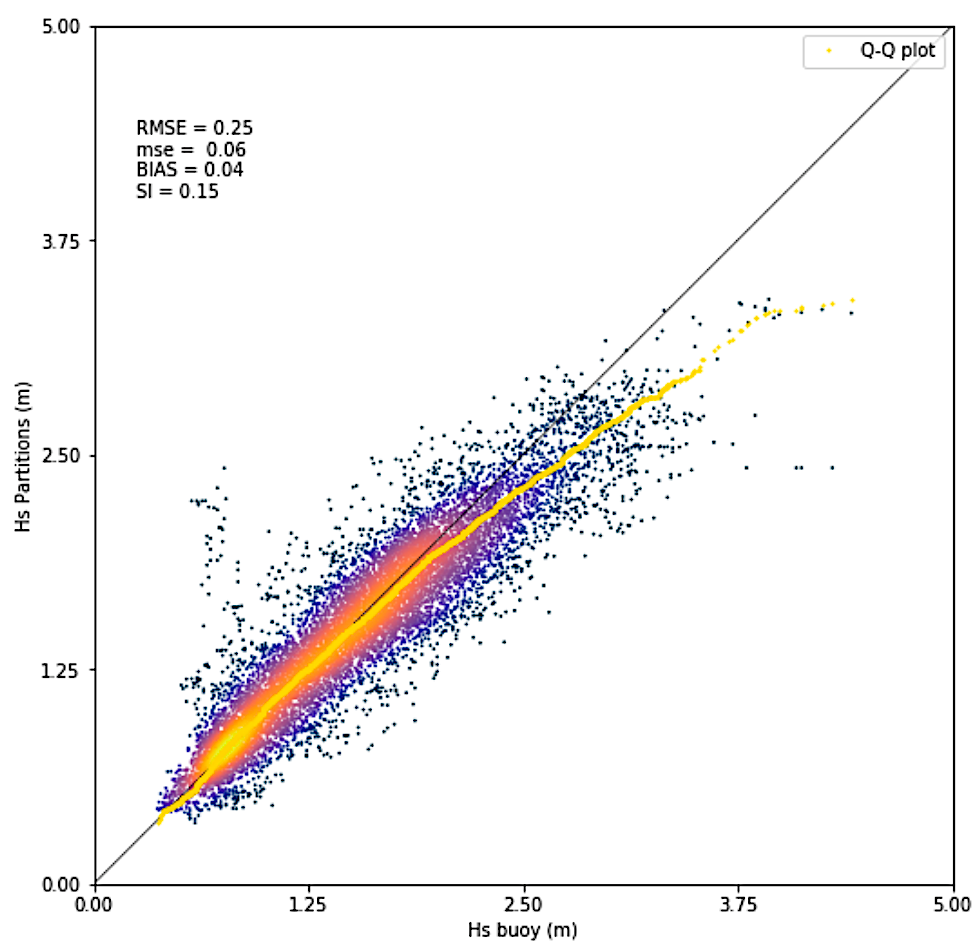 5.00
Q-Q plot
RMSE = 0.25
mse =  0.06
BIAS = 0.04
SI = 0.15
3.75
Hs Partitions (m)
2.50
1.25
0.00
0.00 1.25 2.50 3.75 5.00
Hs buoy (m)